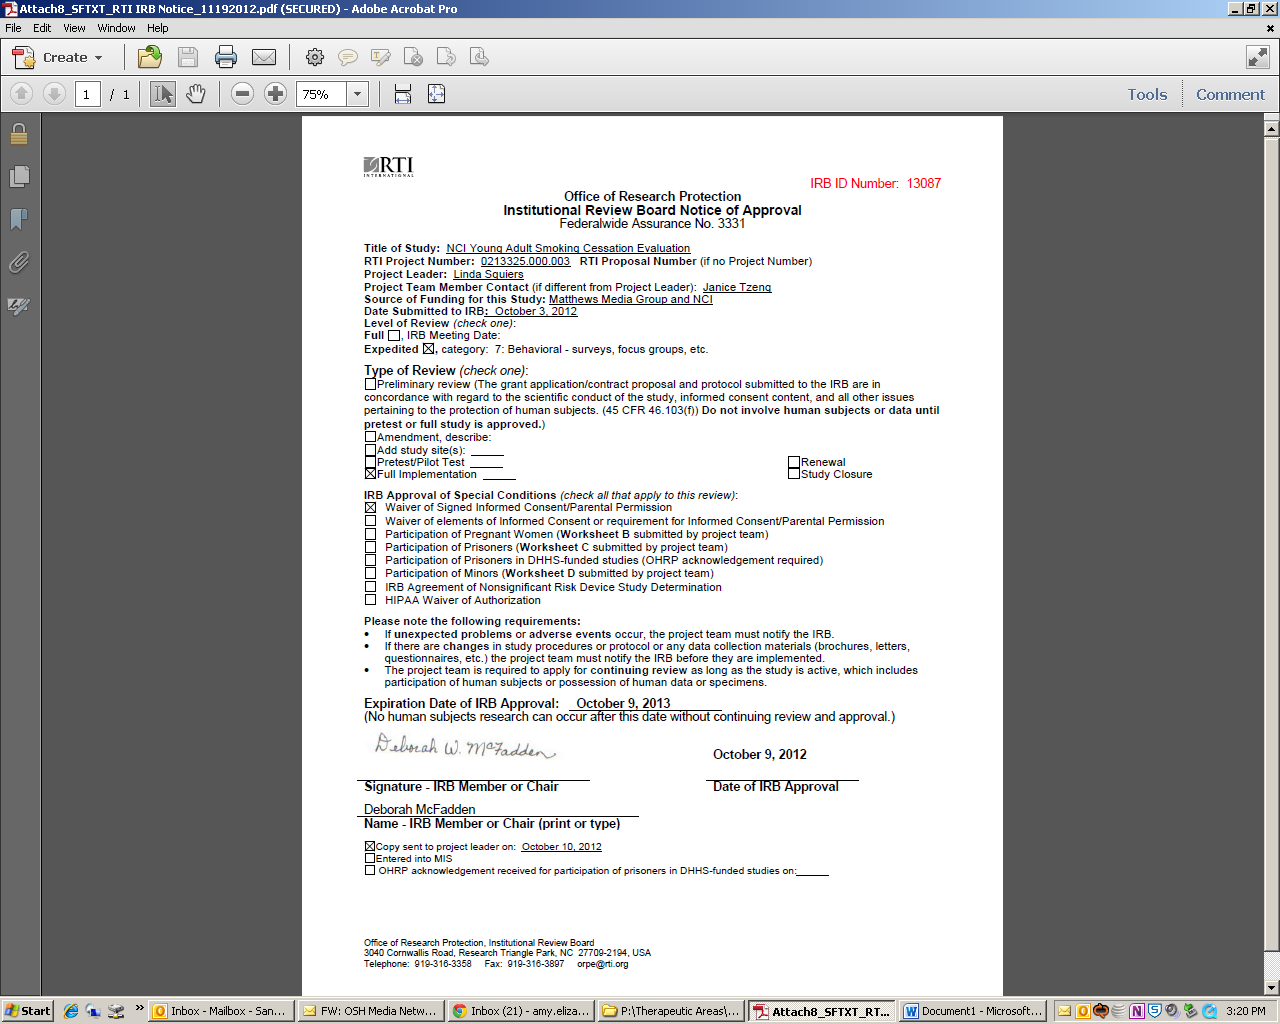 Attach8_SFTXT_RTI IRB Notice_11192012.pdf (SECURED) - Adobe Acrobat Pro
File Edit View Window Help
Create
1 / 1 75% Tools Comment
RTI
INTERNATIONAL
IRB ID Number: 13087
Office of Research Protection
Institutional Review Board Notice of Approval
Federalwide Assurance No. 3331
Title of Study: NCI Young Adult Smoking Cessation Evaluation
RTI Project Number: 0213325.000.003 RTI Proposal Number (if no Project Number)
Project Leader: Linda Squiers
Project Team Member Contact (if different from Project Leader): Janice Tzeng
Source of Funding for this Study: Matthews Media Group and NCI
Date Submitted to IRB: October 3, 2012
Level of Review (check one):
Full ☐, IRB Meeting Date:
Expedited ☒, category: 7: Behavioral - surveys, focus groups, etc.
Type of Review (check one):
☐Preliminary review (The grant application/contract proposal and protocol submitted to the IRB are in
concordance with regard to the scientific conduct of the study, informed consent content, and all other issues
pertaining to the protection of human subjects. (45 CFR 46.103(f)) Do not involve human subjects or data until
pretest or full study is approved.)
☐Amendment, describe:
☐Add study site(s): _____
☐Pretest/Pilot Test _____ ☐Renewal
☒Full Implementation _____ ☐Study Closure
IRB Approval of Special Conditions (check all that apply to this review):
☒ Waiver of Signed Informed Consent/Parental Permission
☐ Waiver of elements of Informed Consent or requirement for Informed Consent/Parental Permission
☐ Participation of Pregnant Women (Worksheet B submitted by project team)
☐ Participation of Prisoners (Worksheet C submitted by project team)
☐ Participation of Prisoners in DHHS-funded studies (OHRP acknowledgement required)
☐ Participation of Minors (Worksheet D submitted by project team)
☐ IRB Agreement of Nonsignificant Risk Device Study Determination
☐ HIPAA Waiver of Authorization
Please note the following requirements:
• If unexpected problems or adverse events occur, the project team must notify the IRB.
• If there are changes in study procedures or protocol or any data collection materials (brochures, letters,
questionnaires, etc.) the project team must notify the IRB before they are implemented.
• The project team is required to apply for continuing review as long as the study is active, which includes
participation of human subjects or possession of human data or specimens.
Expiration Date of IRB Approval: October 9, 2013
(No human subjects research can occur after this date without continuing review and approval.)
Deborah W. McFadden October 9, 2012
Signature - IRB Member or Chair Date of IRB Approval
Deborah McFadden
Name - IRB Member or Chair (print or type)
☒Copy sent to project leader on: October 10, 2012
☐Entered into MIS
☐ OHRP acknowledgement received for participation of prisoners in DHHS-funded studies on:_____
Office of Research Protection, Institutional Review Board
3040 Cornwallis Road, Research Triangle Park, NC 27709-2194, USA
Telephone: 919-316-3358 Fax: 919-316-3897 orpe@rti.org
Start Inbox - Mailbox - San... FW: OSH Media Netw... Inbox (21) - amy.eliza... P:\Therapeutic Areas\... Attach8_SFTXT_RT... Document1 - Microsoft... 3:20 PM